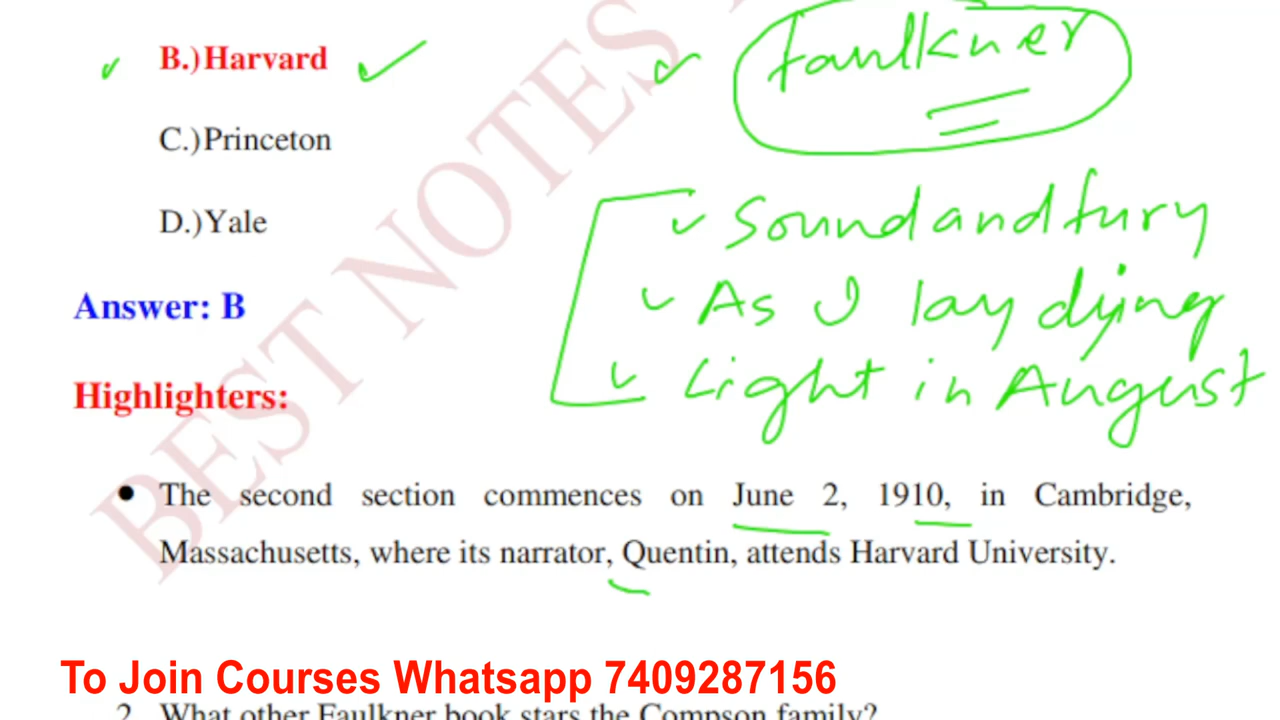 B.) Harvard
Faulkner
C.) Princeton
D.) Yale
Sound and fury
Answer: B
As I lay dying
Highlighters:
Light in August
BEST NOTES
• The second section commences on June 2, 1910, in Cambridge,
Massachusetts, where its narrator, Quentin, attends Harvard University.
To Join Courses Whatsapp 7409287156
2. What other Faulkner book stars the Compson family?